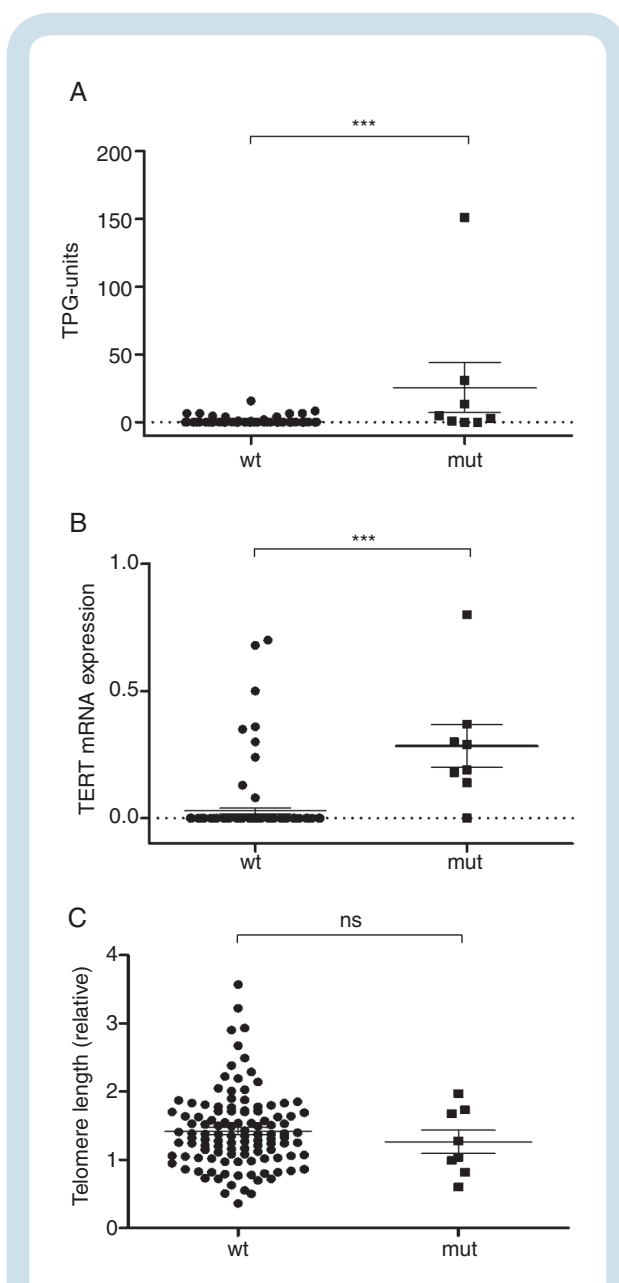 A
***
200
150
100
50
0
TPG-units
wt
mut
B
***
1.0
0.5
0.0
TERT mRNA expression
wt
mut
C
ns
4
3
2
1
0
Telomere length (relative)
wt
mut